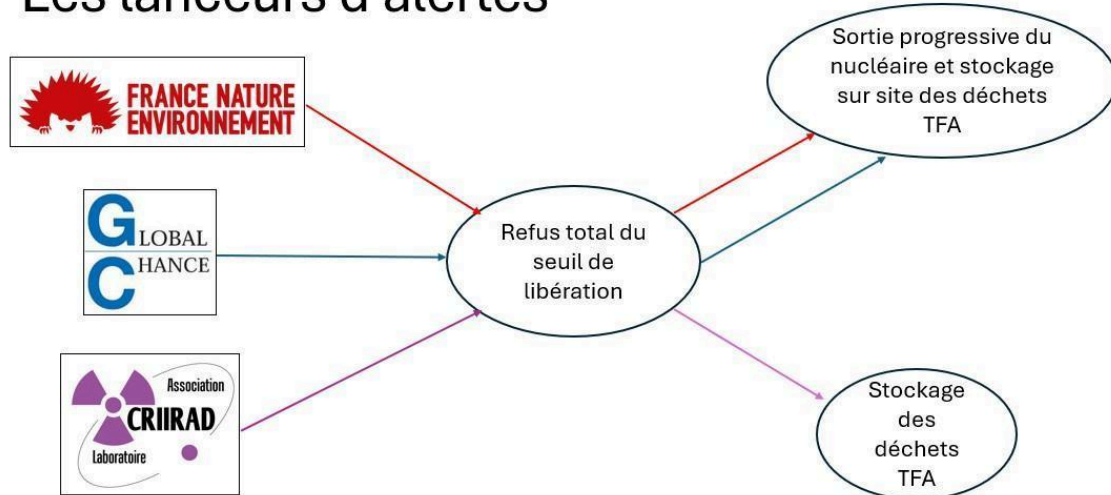 Les lanceurs d'alertes
FRANCE NATURE
ENVIRONNEMENT
GLOBAL
CHANCE
Association
CRIIRAD
Laboratoire
Refus total du
seuil de
libération
Sortie progressive du
nucléaire et stockage
sur site des déchets
TFA
Stockage
des
déchets
TFA